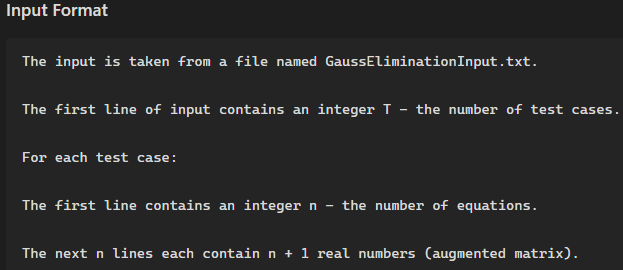 Input Format
The input is taken from a file named GaussEliminationInput.txt.
The first line of input contains an integer T – the number of test cases.
For each test case:
The first line contains an integer n – the number of equations.
The next n lines each contain n + 1 real numbers (augmented matrix).